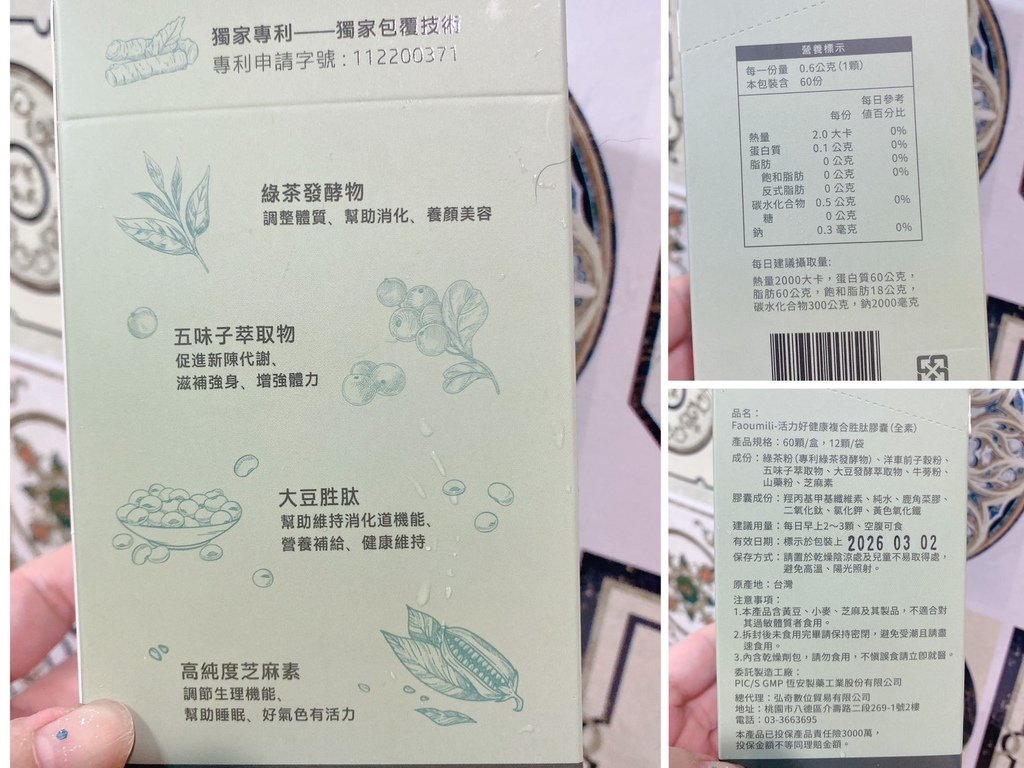 獨家專利——獨家包覆技術
專利申請字號:112200371
綠茶發酵物
調整體質、幫助消化、養顏美容
五味子萃取物
促進新陳代謝、
滋補強身、增強體力
大豆胜肽
幫助維持消化道機能、
營養補給、健康維持
高純度芝麻素
調節生理機能、
幫助睡眠、好氣色有活力
營養標示
每一份量 0.6公克(1顆)
本包裝含 60份
每日參考
每份 值百分比
熱量 2.0 大卡 0%
蛋白質 0.1 公克 0%
脂肪 0 公克 0%
飽和脂肪 0 公克 0%
反式脂肪 0 公克
碳水化合物 0.5 公克 0%
糖 0 公克
鈉 0.3 毫克 0%
每日建議攝取量:
熱量2000大卡,蛋白質60公克,
脂肪60公克,飽和脂肪18公克,
碳水化合物300公克,鈉2000毫克
品名:
Faoumili-活力好健康複合胜肽膠囊(全素)
產品規格:60顆/盒,12顆/袋
成份:綠茶粉(專利綠茶發酵物)、洋車前子穀粉、
五味子萃取物、大豆發酵萃取物、牛蒡粉、
山藥粉、芝麻素
膠囊成份:羥丙基甲基纖維素、純水、鹿角菜膠、
二氧化鈦、氯化鉀、黃色氧化鐵
建議用量:每日早上2~3顆、空腹可食
有效日期:標示於包裝上 2026 03 02
保存方式:請置於乾燥陰涼處及兒童不易取得處,
避免高溫、陽光照射。
原產地:台灣
注意事項:
1.本產品含黃豆、小麥、芝麻及其製品,不適合對
其過敏體質者食用。
2.拆封後未食用完畢請保持密閉,避免受潮且請盡
速食用。
3.內含乾燥劑包,請勿食用,不慎誤食請立即就醫。
委託製造工廠:
PIC/S GMP 恆安製藥工業股份有限公司
總代理:弘奇數位貿易有限公司
地址:桃園市八德區介壽路二段269-1號2樓
電話:03-3663695
本產品已投保產品責任險3000萬,
投保金額不等同理賠金額。